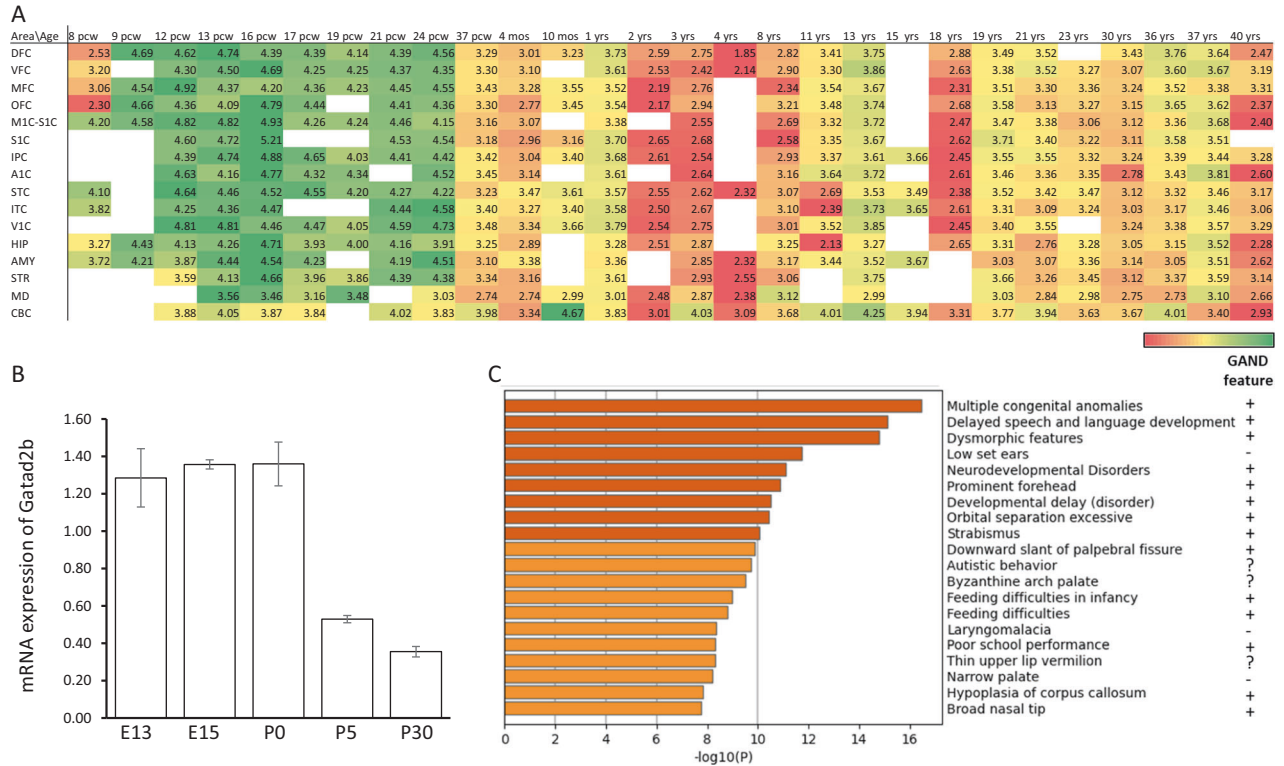 A
Area\Age 8 pcw 9 pcw 12 pcw 13 pcw 16 pcw 17 pcw 19 pcw 21 pcw 24 pcw 37 pcw 4 mos 10 mos 1 yrs 2 yrs 3 yrs 4 yrs 8 yrs 11 yrs 13 yrs 15 yrs 18 yrs 19 yrs 21 yrs 23 yrs 30 yrs 36 yrs 37 yrs 40 yrs
DFC 2.53 4.69 4.62 4.74 4.39 4.39 4.14 4.39 4.56 3.29 3.01 3.23 3.73 2.59 2.75 1.85 2.82 3.41 3.75 2.88 3.49 3.52 3.43 3.76 3.64 2.47
VFC 3.20 4.30 4.50 4.69 4.25 4.25 4.37 4.35 3.30 3.10 3.61 2.53 2.42 2.14 2.90 3.30 3.86 2.63 3.38 3.52 3.27 3.07 3.60 3.67 3.19
MFC 3.06 4.54 4.92 4.37 4.20 4.36 4.23 4.45 4.55 3.43 3.28 3.55 3.52 2.19 2.76 2.34 3.54 3.67 2.31 3.51 3.30 3.36 3.24 3.52 3.38 3.31
OFC 2.30 4.66 4.36 4.09 4.79 4.44 4.41 4.36 3.30 2.77 3.45 3.54 2.17 2.94 3.21 3.48 3.74 2.68 3.58 3.13 3.27 3.15 3.65 3.62 2.37
M1C-S1C 4.20 4.58 4.82 4.82 4.93 4.26 4.24 4.46 4.15 3.16 3.07 3.38 2.55 2.69 3.32 3.72 2.47 3.47 3.38 3.06 3.12 3.36 3.68 2.40
S1C 4.60 4.72 5.21 4.53 4.54 3.18 2.96 3.16 3.70 2.65 2.68 2.58 3.35 3.67 2.62 3.71 3.40 3.22 3.11 3.58 3.51
IPC 4.39 4.74 4.88 4.65 4.03 4.41 4.42 3.42 3.04 3.40 3.68 2.61 2.54 2.93 3.37 3.61 3.66 2.45 3.55 3.55 3.32 3.24 3.39 3.44 3.28
A1C 4.63 4.16 4.77 4.32 4.34 4.52 3.45 3.14 3.61 2.64 3.16 3.64 3.72 2.61 3.46 3.36 3.35 2.78 3.43 3.81 2.60
STC 4.10 4.64 4.46 4.52 4.55 4.20 4.27 4.22 3.23 3.47 3.61 3.57 2.55 2.62 2.32 3.07 2.69 3.53 3.49 2.38 3.52 3.42 3.47 3.12 3.32 3.46 3.17
ITC 3.82 4.25 4.36 4.47 4.44 4.58 3.40 3.27 3.40 3.58 2.50 2.67 3.10 2.39 3.73 3.65 2.61 3.31 3.09 3.24 3.03 3.17 3.46 3.06
V1C 4.81 4.81 4.46 4.47 4.05 4.59 4.73 3.48 3.34 3.66 3.79 2.54 2.75 3.01 3.52 3.85 2.45 3.40 3.55 3.24 3.38 3.57 3.29
HIP 3.27 4.43 4.13 4.26 4.71 3.93 4.00 4.16 3.91 3.25 2.89 3.28 2.51 2.87 3.25 2.13 3.27 2.65 3.31 2.76 3.28 3.05 3.15 3.52 2.28
AMY 3.72 4.21 3.87 4.44 4.54 4.23 4.19 4.51 3.10 3.38 3.36 2.85 2.32 3.17 3.44 3.52 3.67 3.03 3.07 3.36 3.14 3.05 3.51 2.62
STR 3.59 4.13 4.66 3.96 3.86 4.39 4.38 3.34 3.16 3.61 2.93 2.55 3.06 3.75 3.66 3.26 3.45 3.12 3.37 3.59 3.14
MD 3.56 3.46 3.16 3.48 3.03 2.74 2.74 2.99 3.01 2.48 2.87 2.38 3.12 2.99 3.03 2.84 2.98 2.75 2.73 3.10 2.66
CBC 3.88 4.05 3.87 3.84 4.02 3.83 3.98 3.34 4.67 3.83 3.01 4.03 3.09 3.68 4.01 4.25 3.94 3.31 3.77 3.94 3.63 3.67 4.01 3.40 2.93
B
mRNA expression of Gatad2b
1.60
1.40
1.20
1.00
0.80
0.60
0.40
0.20
0.00
E13 E15 P0 P5 P30
C
GAND
feature
Multiple congenital anomalies +
Delayed speech and language development +
Dysmorphic features +
Low set ears -
Neurodevelopmental Disorders +
Prominent forehead +
Developmental delay (disorder) +
Orbital separation excessive +
Strabismus +
Downward slant of palpebral fissure +
Autistic behavior ?
Byzanthine arch palate ?
Feeding difficulties in infancy +
Feeding difficulties +
Laryngomalacia -
Poor school performance +
Thin upper lip vermilion ?
Narrow palate -
Hypoplasia of corpus callosum +
Broad nasal tip +
0 2 4 6 8 10 12 14 16
-log10(P)